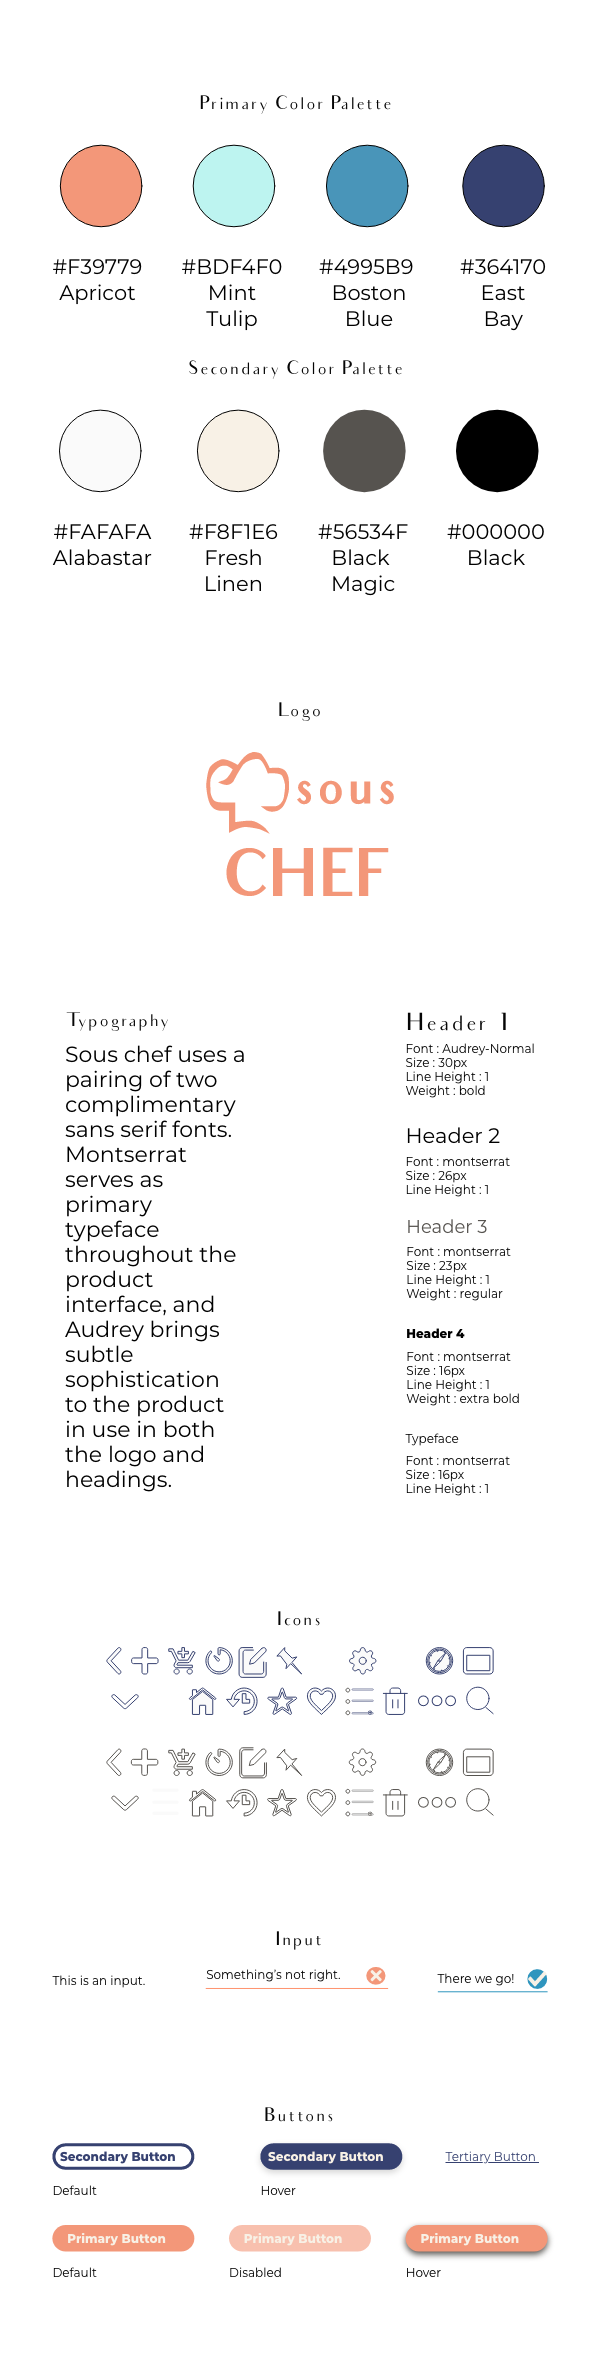 Primary Color Palette
#F39779
Apricot
#BDF4F0
Mint
Tulip
#4995B9
Boston
Blue
#364170
East
Bay
Secondary Color Palette
#FAFAFA
Alabastar
#F8F1E6
Fresh
Linen
#56534F
Black
Magic
#000000
Black
Logo
sous
CHEF
Typography
Sous chef uses a
pairing of two
complimentary
sans serif fonts.
Montserrat
serves as
primary
typeface
throughout the
product
interface, and
Audrey brings
subtle
sophistication
to the product
in use in both
the logo and
headings.
Header 1
Font : Audrey-Normal
Size : 30px
Line Height : 1
Weight : bold
Header 2
Font : montserrat
Size : 26px
Line Height : 1
Header 3
Font : montserrat
Size : 23px
Line Height : 1
Weight : regular
Header 4
Font : montserrat
Size : 16px
Line Height : 1
Weight : extra bold
Typeface
Font : montserrat
Size : 16px
Line Height : 1
Icons
Input
This is an input.
Something's not right.
There we go!
Buttons
Secondary Button
Default
Secondary Button
Hover
Tertiary Button
Primary Button
Default
Primary Button
Disabled
Primary Button
Hover